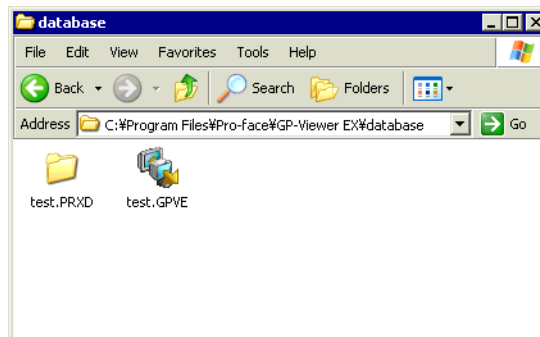 database
File Edit View Favorites Tools Help
Back Search Folders
Address C:¥Program Files¥Pro-face¥GP-Viewer EX¥database Go
test.PRXD test.GPVE